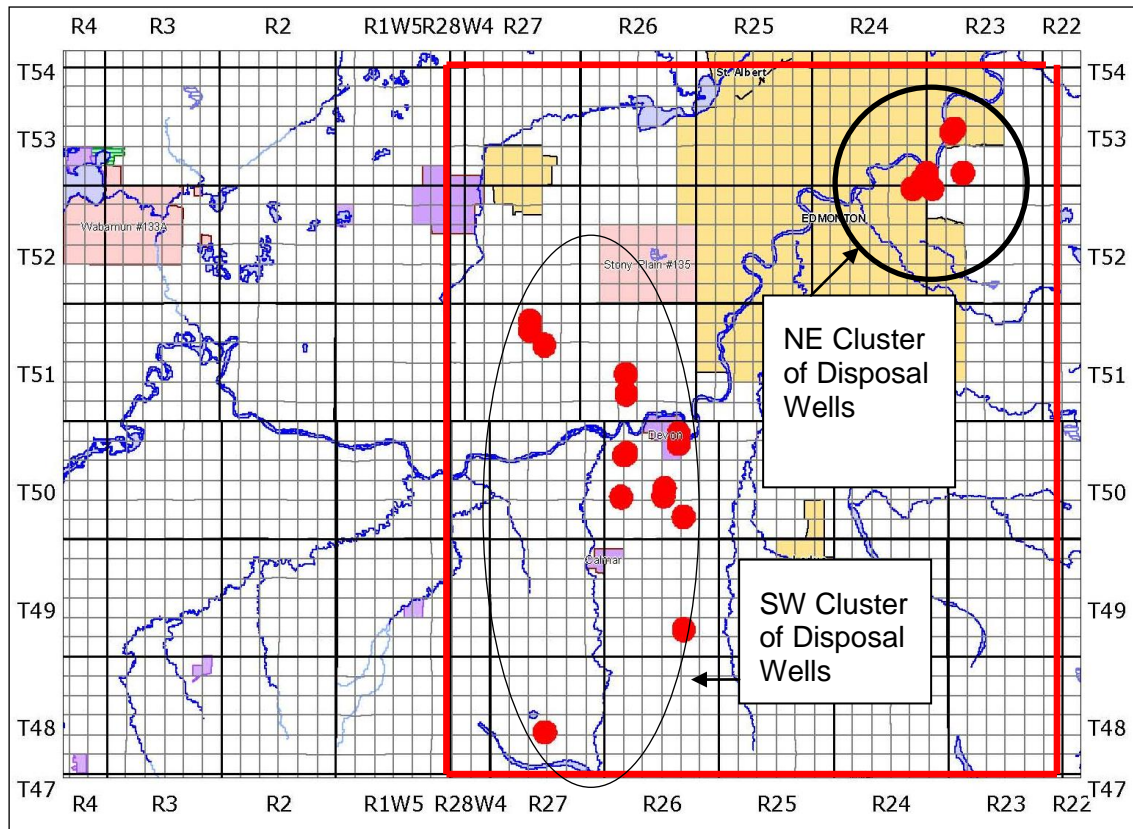 R4 R3 R2 R1W5 R28W4 R27 R26 R25 R24 R23 R22
T54 T54
St. Albert
T53 T53
EDMONTON
Wabamun #133A
T52 T52
Stony-Plain #135
NE Cluster
of Disposal
Wells
T51 T51
Devon
T50 T50
Calmar
SW Cluster
of Disposal
Wells
T49 T49
T48 T48
T47 T47
R4 R3 R2 R1W5 R28W4 R27 R26 R25 R24 R23 R22